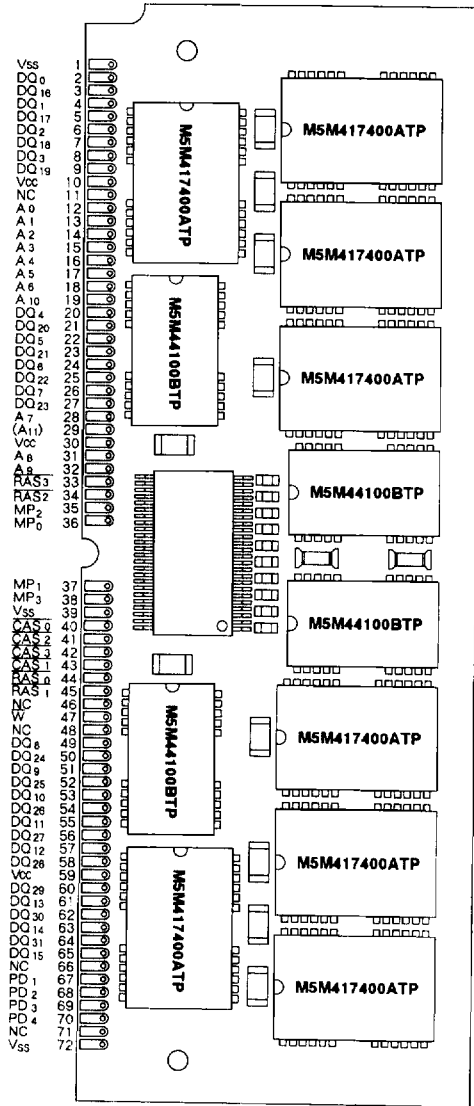 Vss 1
DQ0 2
DQ16 3
DQ1 4
DQ17 5
DQ2 6
DQ18 7
DQ3 8
DQ19 9
Vcc 10
NC 11
A0 12
A1 13
A2 14
A3 15
A4 16
A5 17
A6 18
A10 19
DQ4 20
DQ20 21
DQ5 22
DQ21 23
DQ6 24
DQ22 25
DQ7 26
DQ23 27
A7 28
(A11) 29
Vcc 30
A8 31
A9 32
RAS3 33
RAS2 34
MP2 35
MP0 36
MP1 37
MP3 38
Vss 39
CAS0 40
CAS2 41
CAS3 42
CAS1 43
RAS0 44
RAS1 45
NC 46
W 47
NC 48
DQ8 49
DQ24 50
DQ9 51
DQ25 52
DQ10 53
DQ26 54
DQ11 55
DQ27 56
DQ12 57
DQ28 58
Vcc 59
DQ29 60
DQ13 61
DQ30 62
DQ14 63
DQ31 64
DQ15 65
NC 66
PD1 67
PD2 68
PD3 69
PD4 70
NC 71
Vss 72
M5M417400ATP
M5M44100BTP
M5M44100BTP
M5M417400ATP
M5M417400ATP
M5M417400ATP
M5M417400ATP
M5M44100BTP
M5M44100BTP
M5M417400ATP
M5M417400ATP
M5M417400ATP